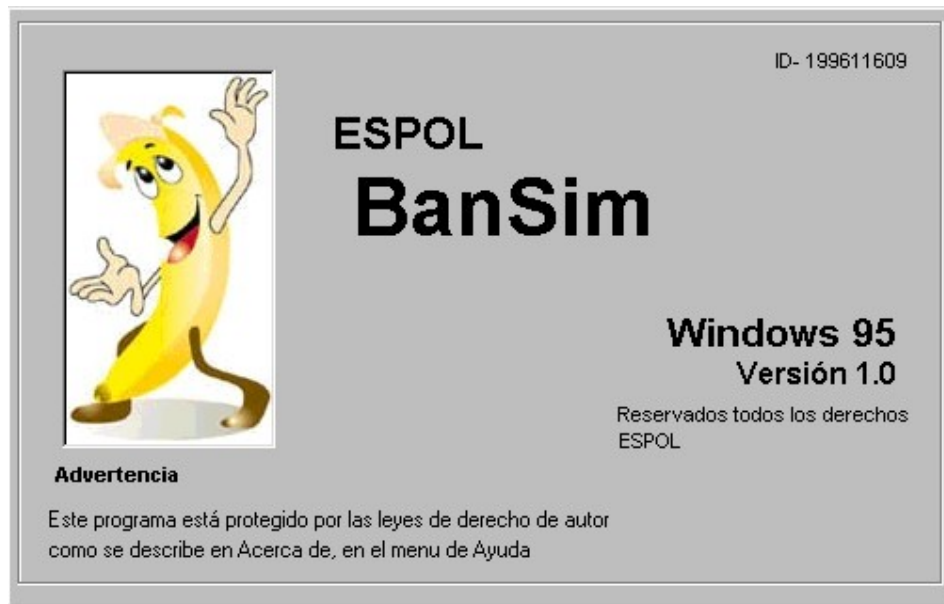 ID- 199611609
ESPOL
BanSim
Windows 95
Versión 1.0
Reservados todos los derechos
ESPOL
Advertencia
Este programa está protegido por las leyes de derecho de autor
como se describe en Acerca de, en el menu de Ayuda